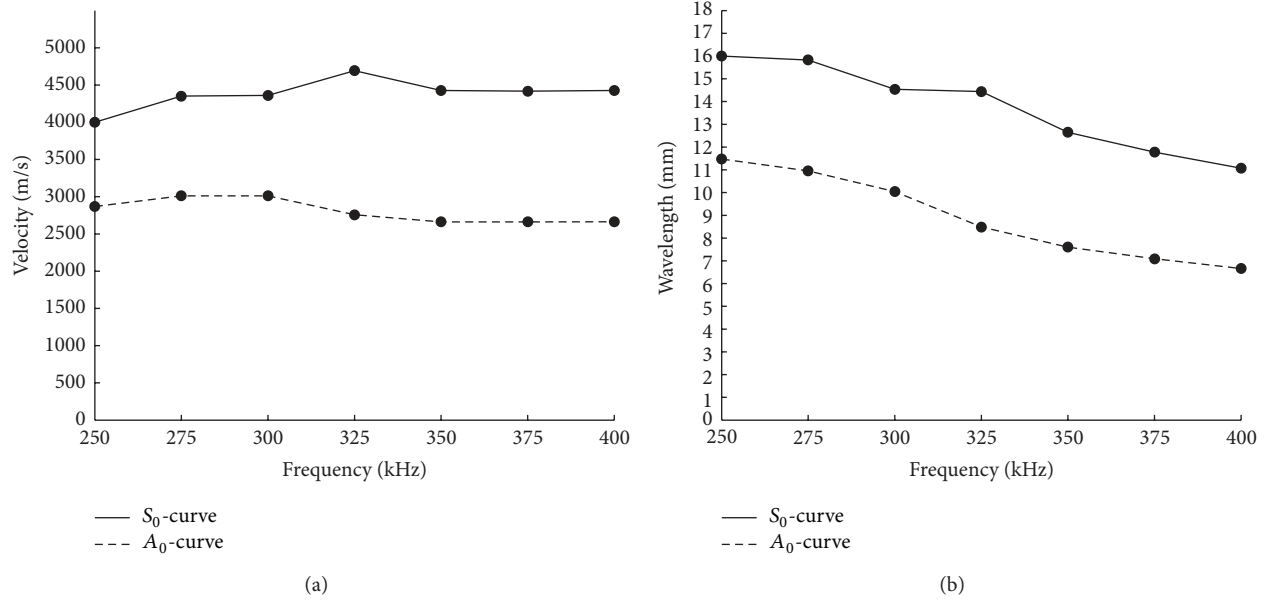 5000
4500
4000
3500
3000
2500
2000
1500
1000
500
0
Velocity (m/s)
250 275 300 325 350 375 400
Frequency (kHz)
S₀-curve
A₀-curve
(a)
18
17
16
15
14
13
12
11
10
9
8
7
6
5
4
3
2
1
0
Wavelength (mm)
250 275 300 325 350 375 400
Frequency (kHz)
S₀-curve
A₀-curve
(b)